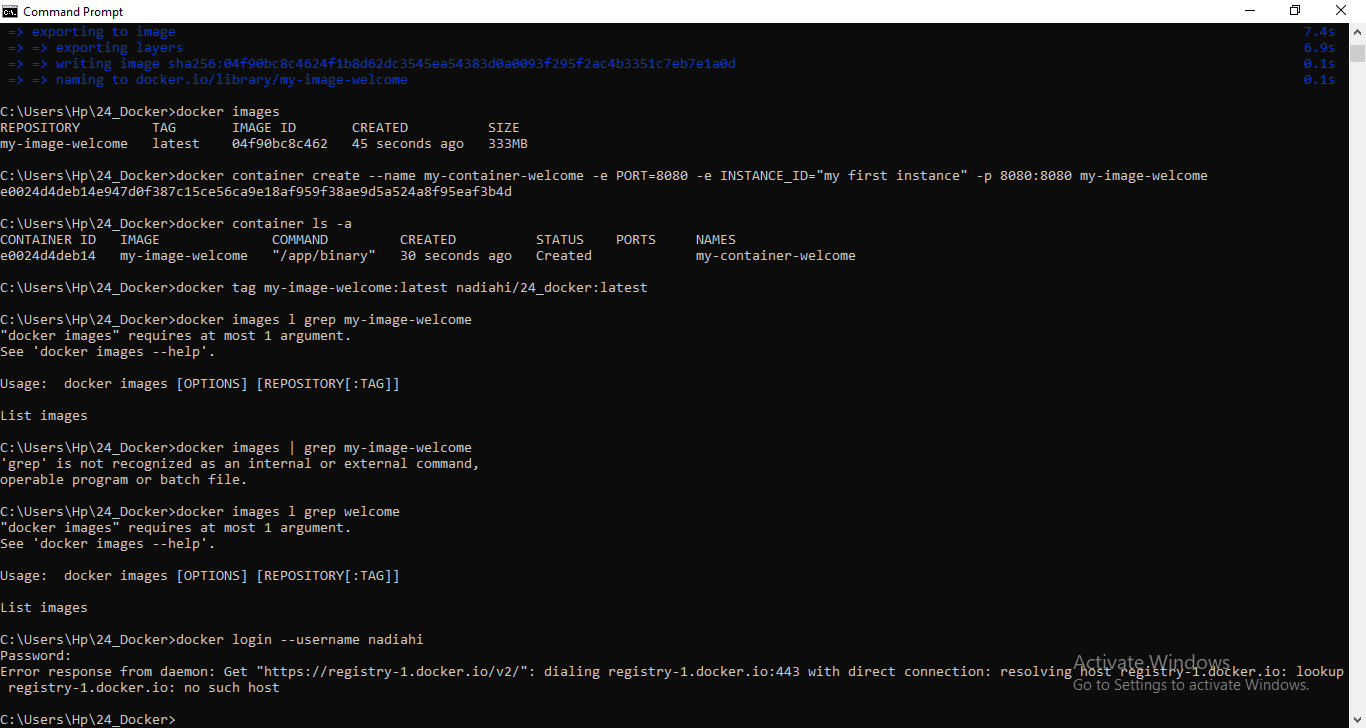 Command Prompt
=> exporting to image 7.4s
=> => exporting layers 6.9s
=> => writing image sha256:04f90bc8c4624f1b8d62dc3545ea54383d0a0093f295f2ac4b3351c7eb7e1a0d 0.1s
=> => naming to docker.io/library/my-image-welcome 0.1s
C:\Users\Hp\24_Docker>docker images
REPOSITORY TAG IMAGE ID CREATED SIZE
my-image-welcome latest 04f90bc8c462 45 seconds ago 333MB
C:\Users\Hp\24_Docker>docker container create --name my-container-welcome -e PORT=8080 -e INSTANCE_ID="my first instance" -p 8080:8080 my-image-welcome
e0024d4deb14e947d0f387c15ce56ca9e18af959f38ae9d5a524a8f95eaf3b4d
C:\Users\Hp\24_Docker>docker container ls -a
CONTAINER ID IMAGE COMMAND CREATED STATUS PORTS NAMES
e0024d4deb14 my-image-welcome "/app/binary" 30 seconds ago Created my-container-welcome
C:\Users\Hp\24_Docker>docker tag my-image-welcome:latest nadiahi/24_docker:latest
C:\Users\Hp\24_Docker>docker images l grep my-image-welcome
"docker images" requires at most 1 argument.
See 'docker images --help'.
Usage:  docker images [OPTIONS] [REPOSITORY[:TAG]]
List images
C:\Users\Hp\24_Docker>docker images | grep my-image-welcome
'grep' is not recognized as an internal or external command,
operable program or batch file.
C:\Users\Hp\24_Docker>docker images l grep welcome
"docker images" requires at most 1 argument.
See 'docker images --help'.
Usage:  docker images [OPTIONS] [REPOSITORY[:TAG]]
List images
C:\Users\Hp\24_Docker>docker login --username nadiahi
Password:
Error response from daemon: Get "https://registry-1.docker.io/v2/": dialing registry-1.docker.io:443 with direct connection: resolving host registry-1.docker.io: lookup
registry-1.docker.io: no such host
C:\Users\Hp\24_Docker>
Activate Windows
Go to Settings to activate Windows.